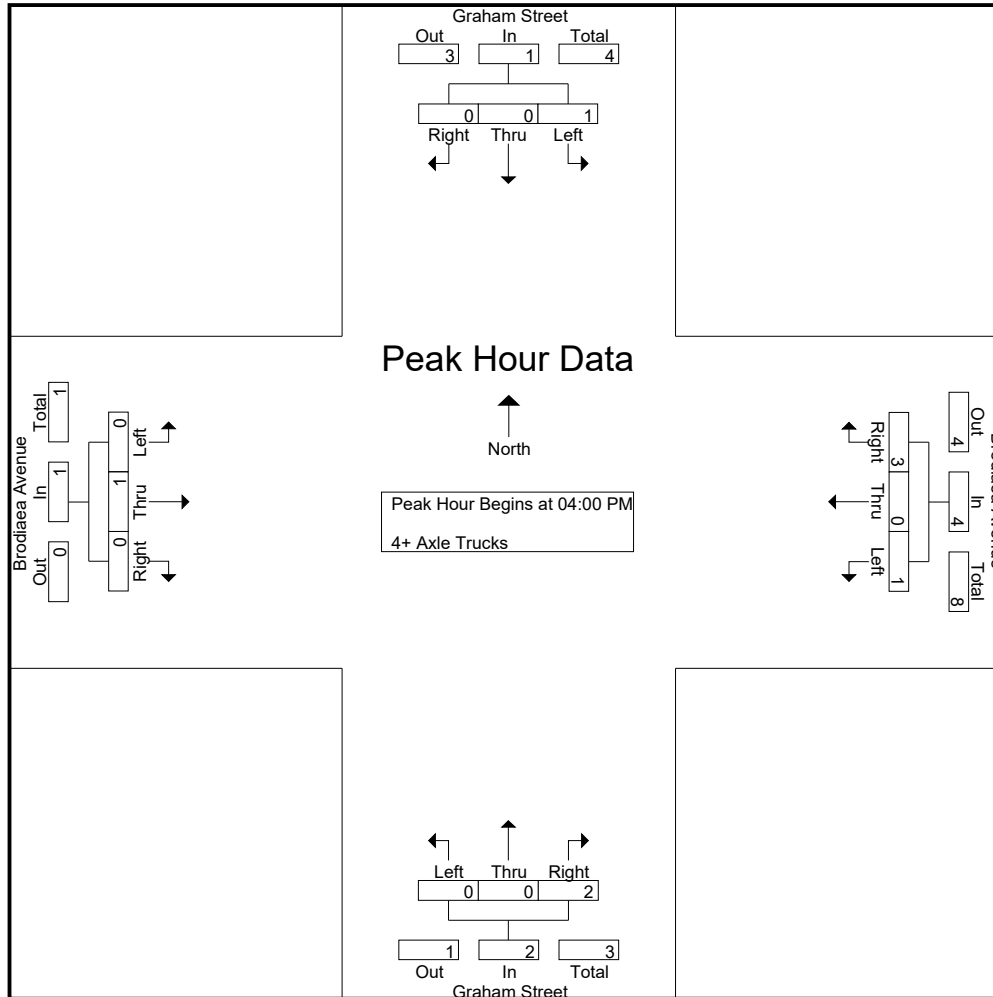 Graham Street
Out In Total
3 1 4
0 0 1
Right Thru Left
Peak Hour Data
North
Peak Hour Begins at 04:00 PM
4+ Axle Trucks
Brodiaea Avenue
Out In Total
0 1 1
0 1 0
Right Thru Left
Out In Total
4 4 8
3 0 1
Right Thru Left
Left Thru Right
0 0 2
1 2 3
Out In Total
Graham Street